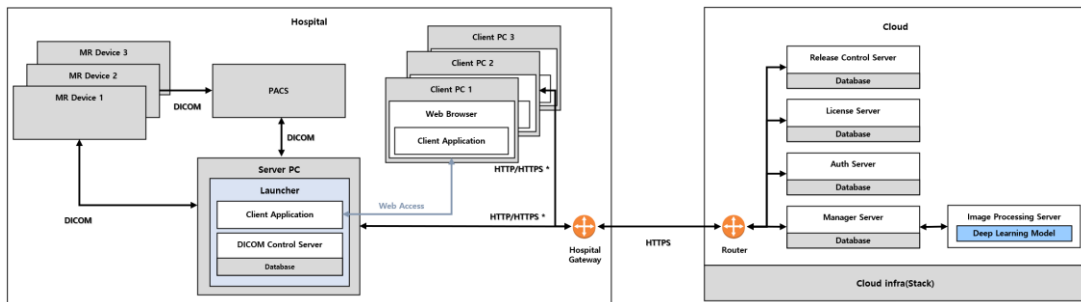 Hospital
MR Device 3
MR Device 2
MR Device 1
DICOM
PACS
DICOM
DICOM
Client PC 3
Client PC 2
Client PC 1
Web Browser
Client Application
HTTP/HTTPS *
Server PC
Launcher
Client Application
DICOM Control Server
Database
Web Access
HTTP/HTTPS *
Hospital
Gateway
HTTPS
Cloud
Release Control Server
Database
License Server
Database
Auth Server
Database
Manager Server
Database
Image Processing Server
Deep Learning Model
Router
Cloud infra(Stack)